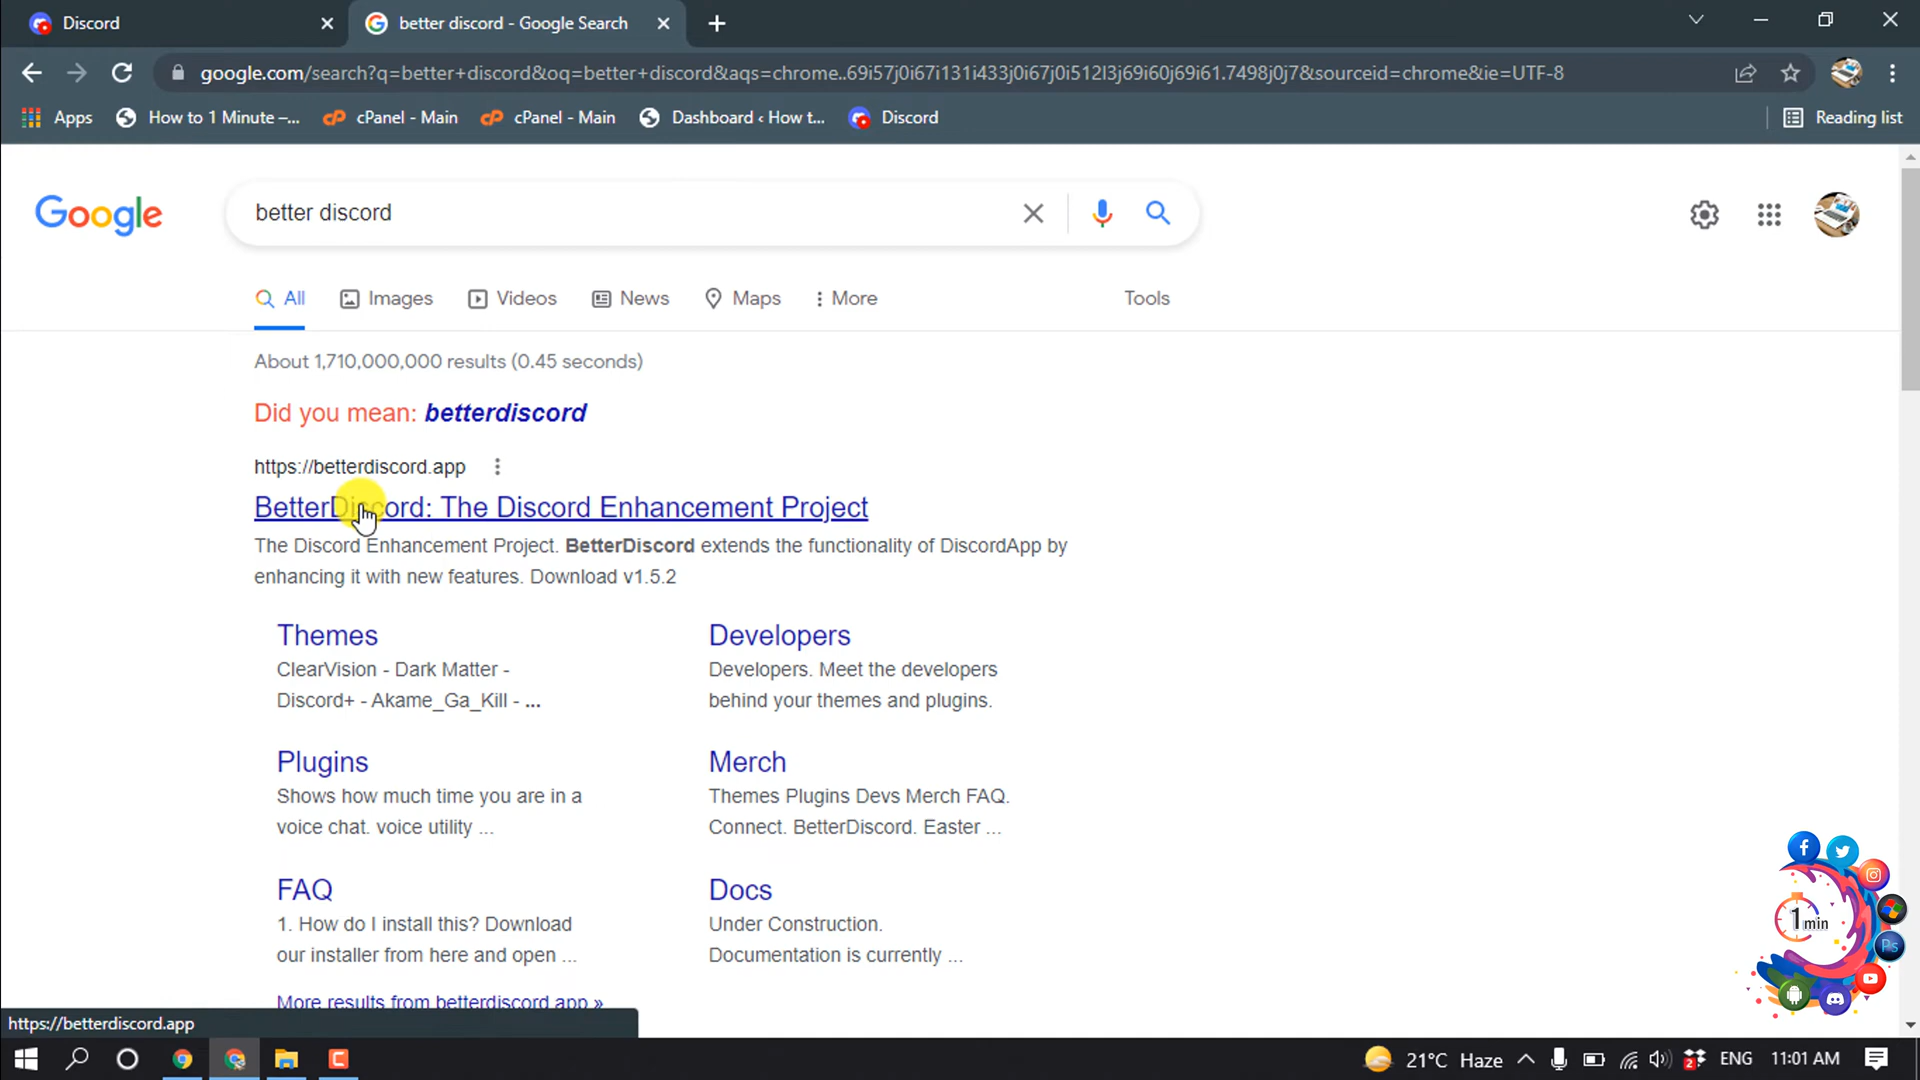 Discord
better discord - Google Search
google.com/search?q=better+discord&oq=better+discord&aqs=chrome..69i57j0i67i131i433j0i67j0i512l3j69i60j69i61.7498j0j7&sourceid=chrome&ie=UTF-8
Apps
How to 1 Minute –...
cPanel - Main
cPanel - Main
Dashboard ‹ How t...
Discord
Reading list
Google
better discord
All
Images
Videos
News
Maps
More
Tools
About 1,710,000,000 results (0.45 seconds)
Did you mean: betterdiscord
https://betterdiscord.app
BetterDiscord: The Discord Enhancement Project
The Discord Enhancement Project. BetterDiscord extends the functionality of DiscordApp by
enhancing it with new features. Download v1.5.2
Themes
ClearVision - Dark Matter -
Discord+ - Akame_Ga_Kill - ...
Developers
Developers. Meet the developers
behind your themes and plugins.
Plugins
Shows how much time you are in a
voice chat. voice utility ...
Merch
Themes Plugins Devs Merch FAQ.
Connect. BetterDiscord. Easter ...
FAQ
1. How do I install this? Download
our installer from here and open ...
Docs
Under Construction.
Documentation is currently ...
More results from betterdiscord.app »
1 min
Ps
https://betterdiscord.app
21°C Haze
2
ENG
11:01 AM